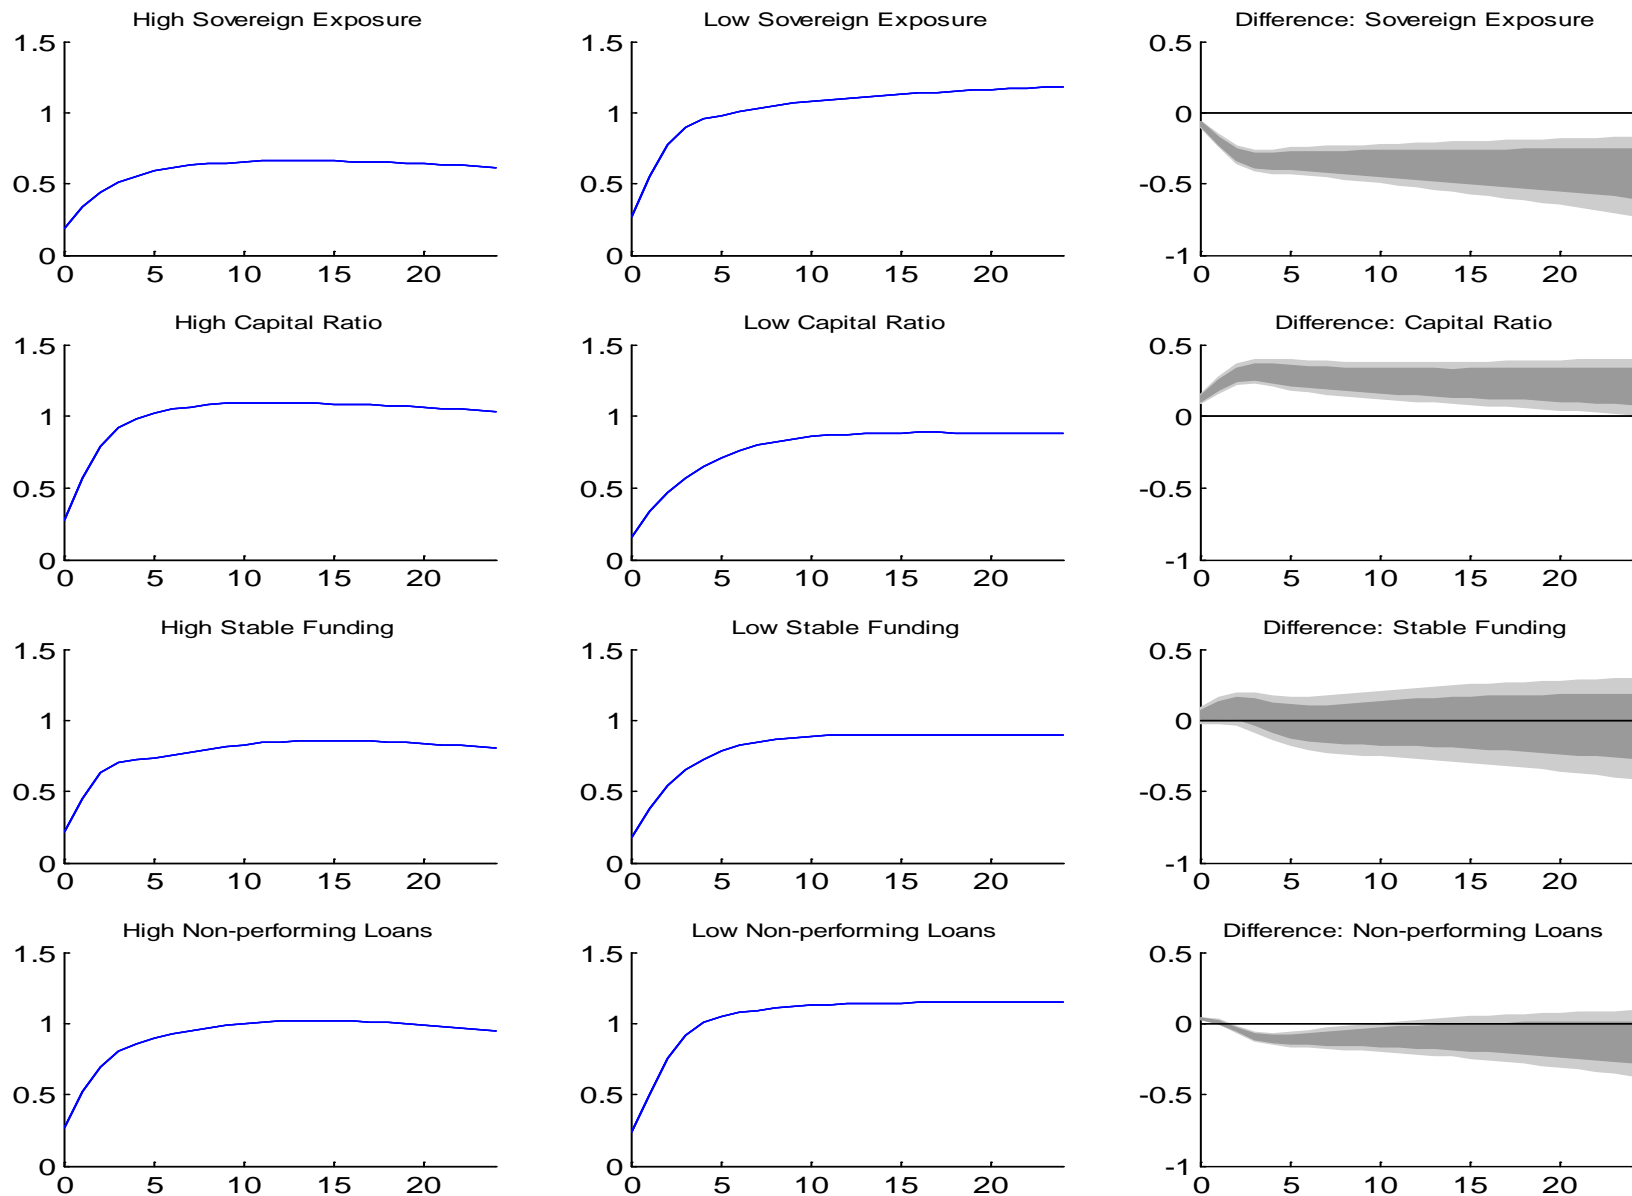 High Sovereign Exposure
Low Sovereign Exposure
Difference: Sovereign Exposure
1.5
1
0.5
0
0 5 10 15 20
1.5
1
0.5
0
0 5 10 15 20
0.5
0
-0.5
-1
0 5 10 15 20
High Capital Ratio
Low Capital Ratio
Difference: Capital Ratio
1.5
1
0.5
0
0 5 10 15 20
1.5
1
0.5
0
0 5 10 15 20
0.5
0
-0.5
-1
0 5 10 15 20
High Stable Funding
Low Stable Funding
Difference: Stable Funding
1.5
1
0.5
0
0 5 10 15 20
1.5
1
0.5
0
0 5 10 15 20
0.5
0
-0.5
-1
0 5 10 15 20
High Non-performing Loans
Low Non-performing Loans
Difference: Non-performing Loans
1.5
1
0.5
0
0 5 10 15 20
1.5
1
0.5
0
0 5 10 15 20
0.5
0
-0.5
-1
0 5 10 15 20